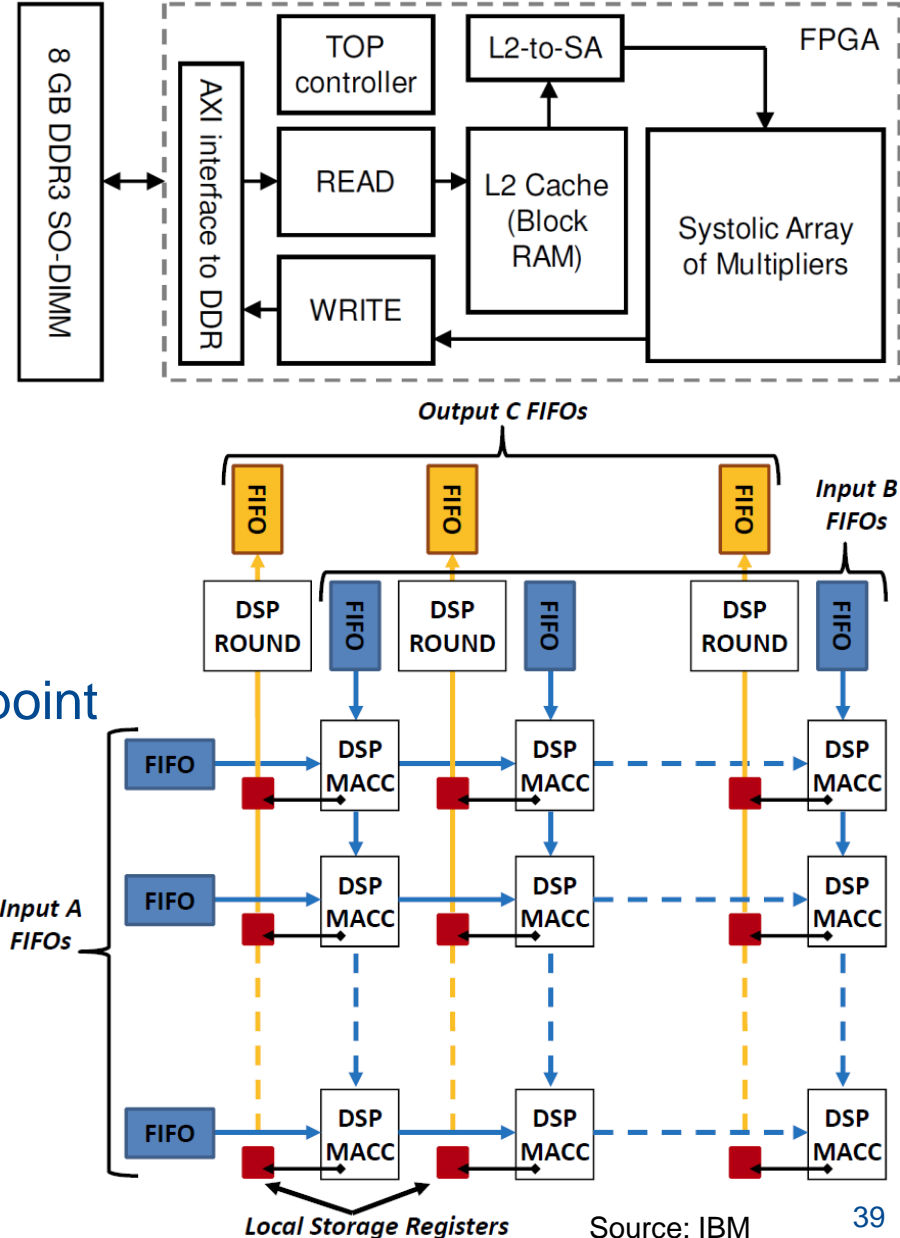 8 GB DDR3 SO-DIMM
FPGA
AXI interface to DDR
TOP
controller
READ
WRITE
L2-to-SA
L2 Cache
(Block
RAM)
Systolic Array
of Multipliers
Output C FIFOs
Input B
FIFOs
FIFO
FIFO
FIFO
DSP
ROUND
FIFO
DSP
ROUND
FIFO
DSP
ROUND
FIFO
point
FIFO
DSP
MACC
DSP
MACC
DSP
MACC
Input A
FIFOs
FIFO
DSP
MACC
DSP
MACC
DSP
MACC
FIFO
DSP
MACC
DSP
MACC
DSP
MACC
Local Storage Registers
Source: IBM
39